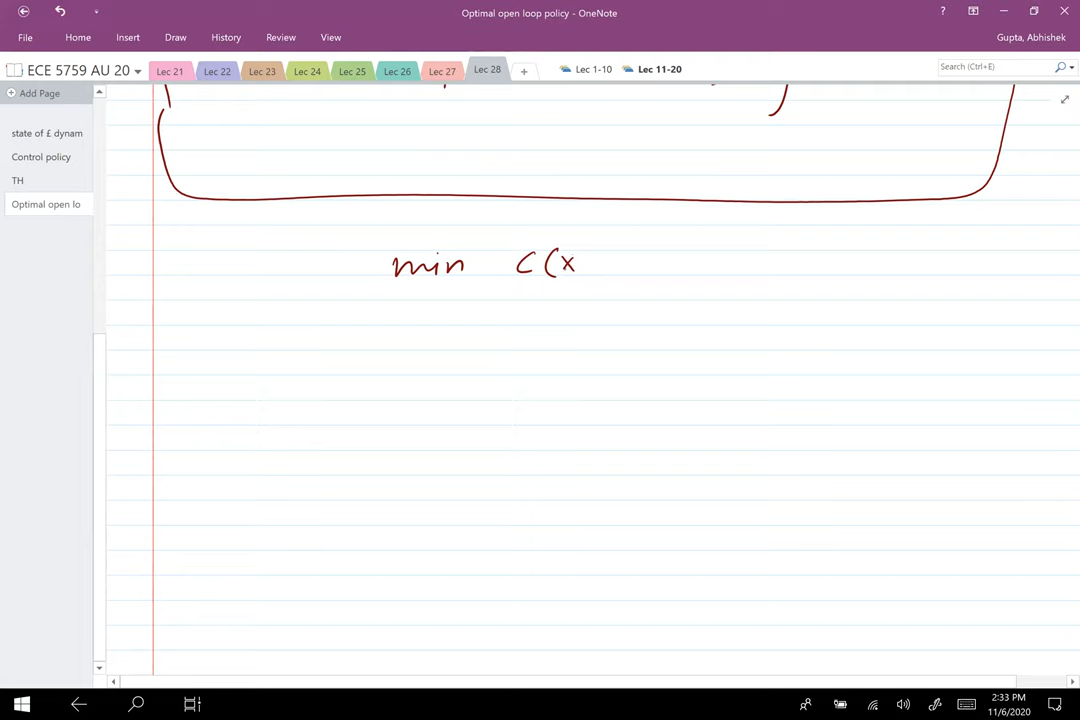 Optimal open loop policy - OneNote
?
File Home Insert Draw History Review View
Gupta, Abhishek
ECE 5759 AU 20
Lec 21 Lec 22 Lec 23 Lec 24 Lec 25 Lec 26 Lec 27 Lec 28 +
Lec 1-10 Lec 11-20
Search (Ctrl+E)
Add Page
state of £ dynam
Control policy
TH
Optimal open lo
min c(x
2:33 PM
11/6/2020